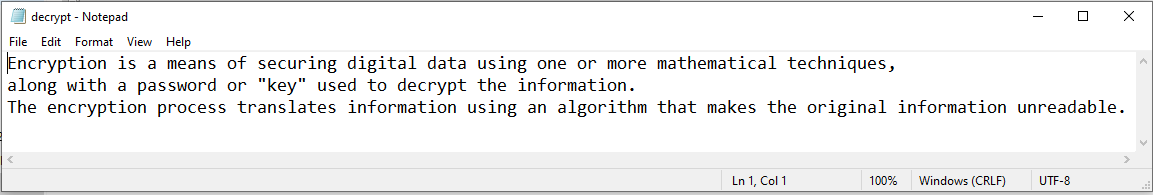 decrypt - Notepad
File Edit Format View Help
Encryption is a means of securing digital data using one or more mathematical techniques,
along with a password or "key" used to decrypt the information.
The encryption process translates information using an algorithm that makes the original information unreadable.
Ln 1, Col 1 100% Windows (CRLF) UTF-8